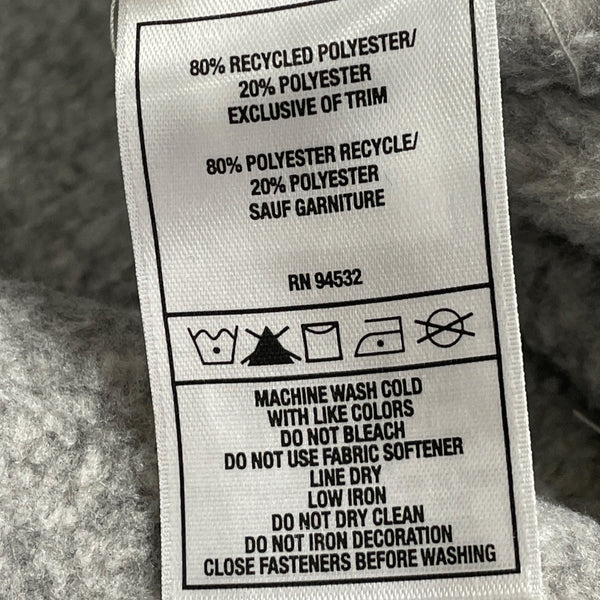 80% RECYCLED POLYESTER/
20% POLYESTER
EXCLUSIVE OF TRIM
80% POLYESTER RECYCLE/
20% POLYESTER
SAUF GARNITURE
RN 94532
MACHINE WASH COLD
WITH LIKE COLORS
DO NOT BLEACH
DO NOT USE FABRIC SOFTENER
LINE DRY
LOW IRON
DO NOT DRY CLEAN
DO NOT IRON DECORATION
CLOSE FASTENERS BEFORE WASHING